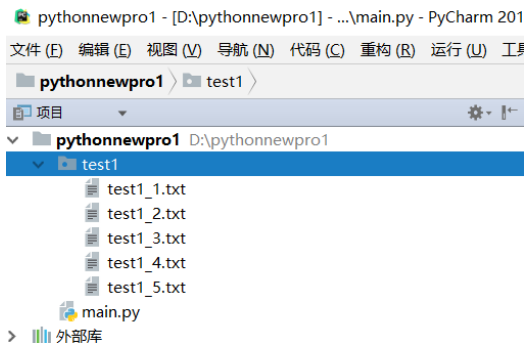 pythonnewpro1 - [D:\pythonnewpro1] - ...\main.py - PyCharm 201
文件 (F) 编辑 (E) 视图 (V) 导航 (N) 代码 (C) 重构 (R) 运行 (U) 工具
pythonnewpro1 test1
项目
pythonnewpro1 D:\pythonnewpro1
test1
test1_1.txt
test1_2.txt
test1_3.txt
test1_4.txt
test1_5.txt
main.py
外部库